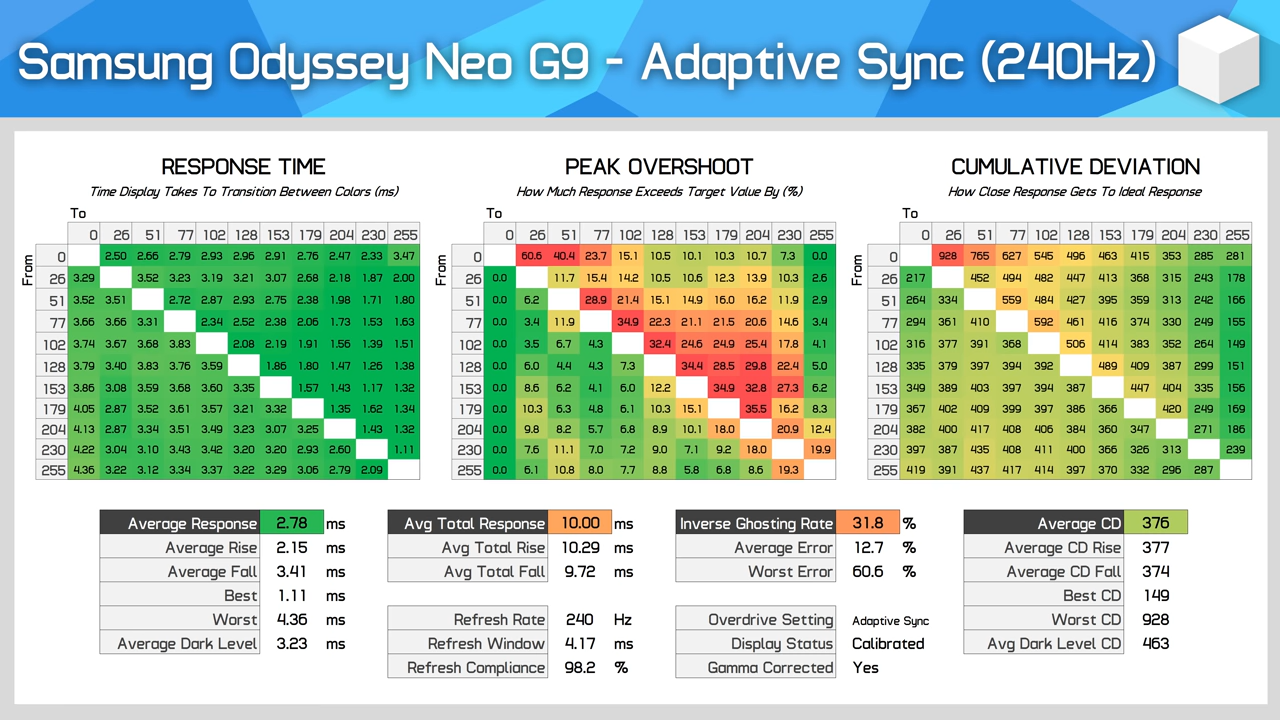 Samsung Odyssey Neo G9 - Adaptive Sync (240Hz)
RESPONSE TIME
Time Display Takes To Transition Between Colors (ms)
To
From
0 26 51 77 102 128 153 179 204 230 255
0 2.50 2.66 2.79 2.93 2.96 2.91 2.76 2.47 2.33 3.47
26 3.29 3.52 3.23 3.19 3.21 3.07 2.68 2.18 1.87 2.00
51 3.52 3.51 2.72 2.87 2.93 2.75 2.38 1.98 1.71 1.80
77 3.66 3.66 3.31 2.34 2.52 2.38 2.06 1.73 1.53 1.63
102 3.74 3.67 3.68 3.83 2.08 2.19 1.91 1.56 1.39 1.51
128 3.79 3.40 3.83 3.76 3.59 1.86 1.80 1.47 1.26 1.38
153 3.86 3.08 3.59 3.68 3.60 3.35 1.57 1.43 1.17 1.32
179 4.05 2.87 3.52 3.61 3.57 3.21 3.32 1.35 1.62 1.34
204 4.13 2.87 3.34 3.51 3.49 3.23 3.07 3.25 1.43 1.32
230 4.22 3.04 3.10 3.43 3.42 3.20 3.20 2.93 2.60 1.11
255 4.36 3.22 3.12 3.34 3.37 3.22 3.29 3.06 2.79 2.09
PEAK OVERSHOOT
How Much Response Exceeds Target Value By (%)
To
From
0 26 51 77 102 128 153 179 204 230 255
0 60.6 40.4 23.7 15.1 10.5 10.1 10.3 10.7 7.3 0.0
26 0.0 11.7 15.4 14.2 10.5 10.6 12.3 13.9 10.3 2.6
51 0.0 6.2 28.9 21.4 15.1 14.9 16.0 16.2 11.9 2.9
77 0.0 3.4 11.9 34.9 22.3 21.1 21.5 20.6 14.6 3.4
102 0.0 3.5 6.7 4.3 32.4 24.6 24.9 25.4 17.8 4.1
128 0.0 6.0 4.4 4.3 7.3 34.4 28.5 29.8 22.4 5.0
153 0.0 8.6 6.2 4.1 6.0 12.2 34.9 32.8 27.3 6.2
179 0.0 10.3 6.3 4.8 6.1 10.3 15.1 35.5 16.2 8.3
204 0.0 9.8 8.2 5.7 6.8 8.9 10.1 18.0 20.9 12.4
230 0.0 7.6 11.1 7.0 7.2 9.0 7.1 9.2 18.0 19.9
255 0.0 6.1 10.8 8.0 7.7 8.8 5.8 6.8 8.6 19.3
CUMULATIVE DEVIATION
How Close Response Gets To Ideal Response
To
From
0 26 51 77 102 128 153 179 204 230 255
0 928 765 627 545 496 463 415 353 285 281
26 217 452 494 482 447 413 362 301 243 178
51 264 334 559 484 427 395 359 313 242 166
77 294 361 410 592 461 416 374 330 249 155
102 316 377 391 368 506 414 383 352 264 149
128 335 379 397 394 384 489 409 387 299 151
153 349 389 403 397 394 387 447 404 335 156
179 367 402 409 399 397 386 366 420 249 169
204 382 400 417 408 406 384 360 347 271 186
230 397 387 435 408 411 400 366 326 313 239
255 419 391 437 417 414 397 370 332 296 287
Average Response 2.78 ms
Average Rise 2.15 ms
Average Fall 3.41 ms
Best 1.11 ms
Worst 4.36 ms
Average Dark Level 3.23 ms
Avg Total Response 10.00 ms
Avg Total Rise 10.29 ms
Avg Total Fall 9.72 ms
Refresh Rate 240 Hz
Refresh Window 4.17 ms
Refresh Compliance 98.2 %
Inverse Ghosting Rate 31.8 %
Average Error 12.7 %
Worst Error 60.6 %
Overdrive Setting Adaptive Sync
Display Status Calibrated
Gamma Corrected Yes
Average CD 376
Average CD Rise 377
Average CD Fall 374
Best CD 149
Worst CD 928
Avg Dark Level CD 463